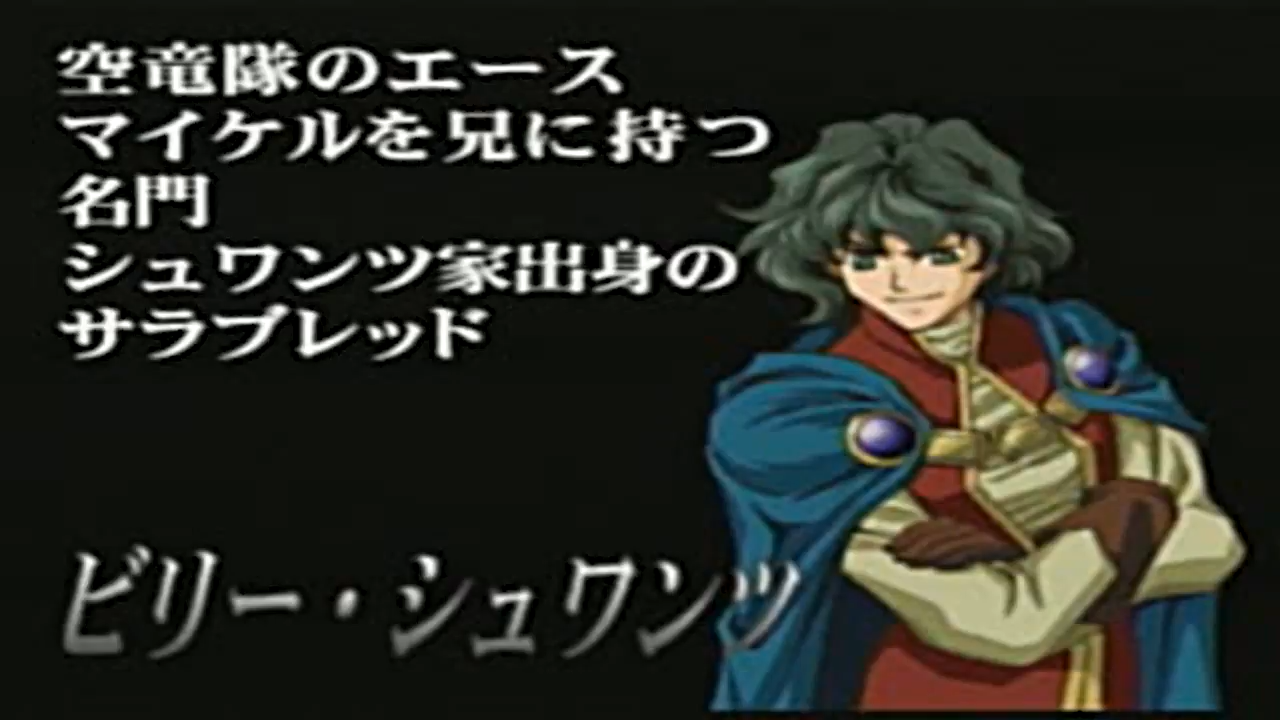 空竜隊のエース
マイケルを兄に持つ
名門
シュワンツ家出身の
サラブレッド
ビリー・シュワンツ